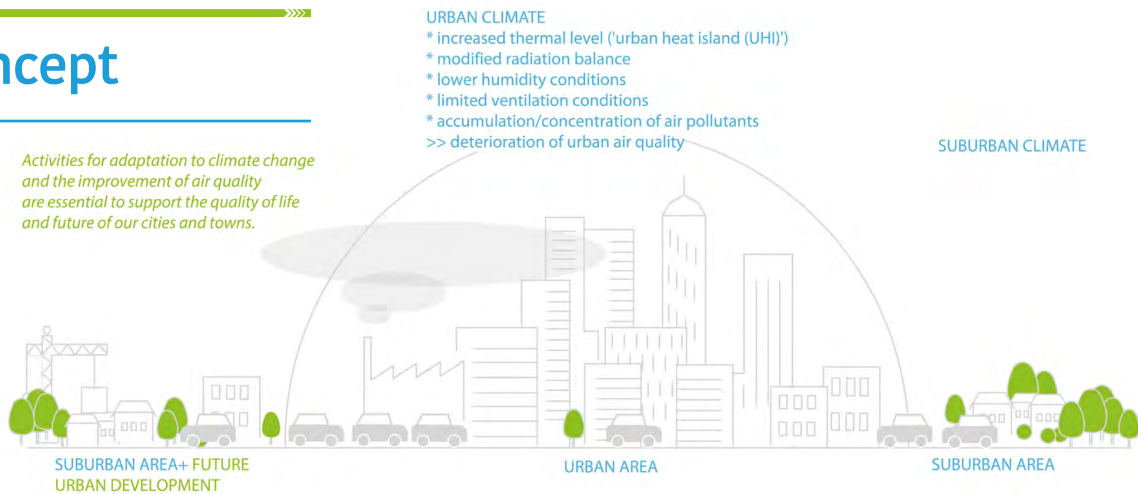 ncept
Activities for adaptation to climate change
and the improvement of air quality
are essential to support the quality of life
and future of our cities and towns.
URBAN CLIMATE
* increased thermal level ('urban heat island (UHI)')
* modified radiation balance
* lower humidity conditions
* limited ventilation conditions
* accumulation/concentration of air pollutants
>> deterioration of urban air quality
SUBURBAN CLIMATE
SUBURBAN AREA+ FUTURE
URBAN DEVELOPMENT
URBAN AREA
SUBURBAN AREA